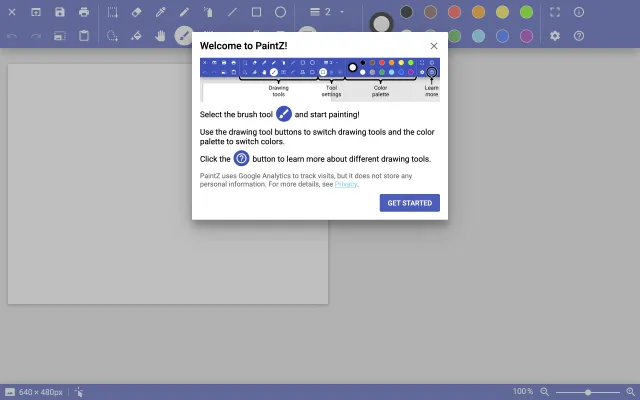 2
Welcome to PaintZ!
Drawing tools
Tool settings
Color palette
Learn more
Select the brush tool and start painting!
Use the drawing tool buttons to switch drawing tools and the color
palette to switch colors.
Click the button to learn more about different drawing tools.
PaintZ uses Google Analytics to track visits, but it does not store any
personal information. For more details, see Privacy.
GET STARTED
640 × 480px
100%